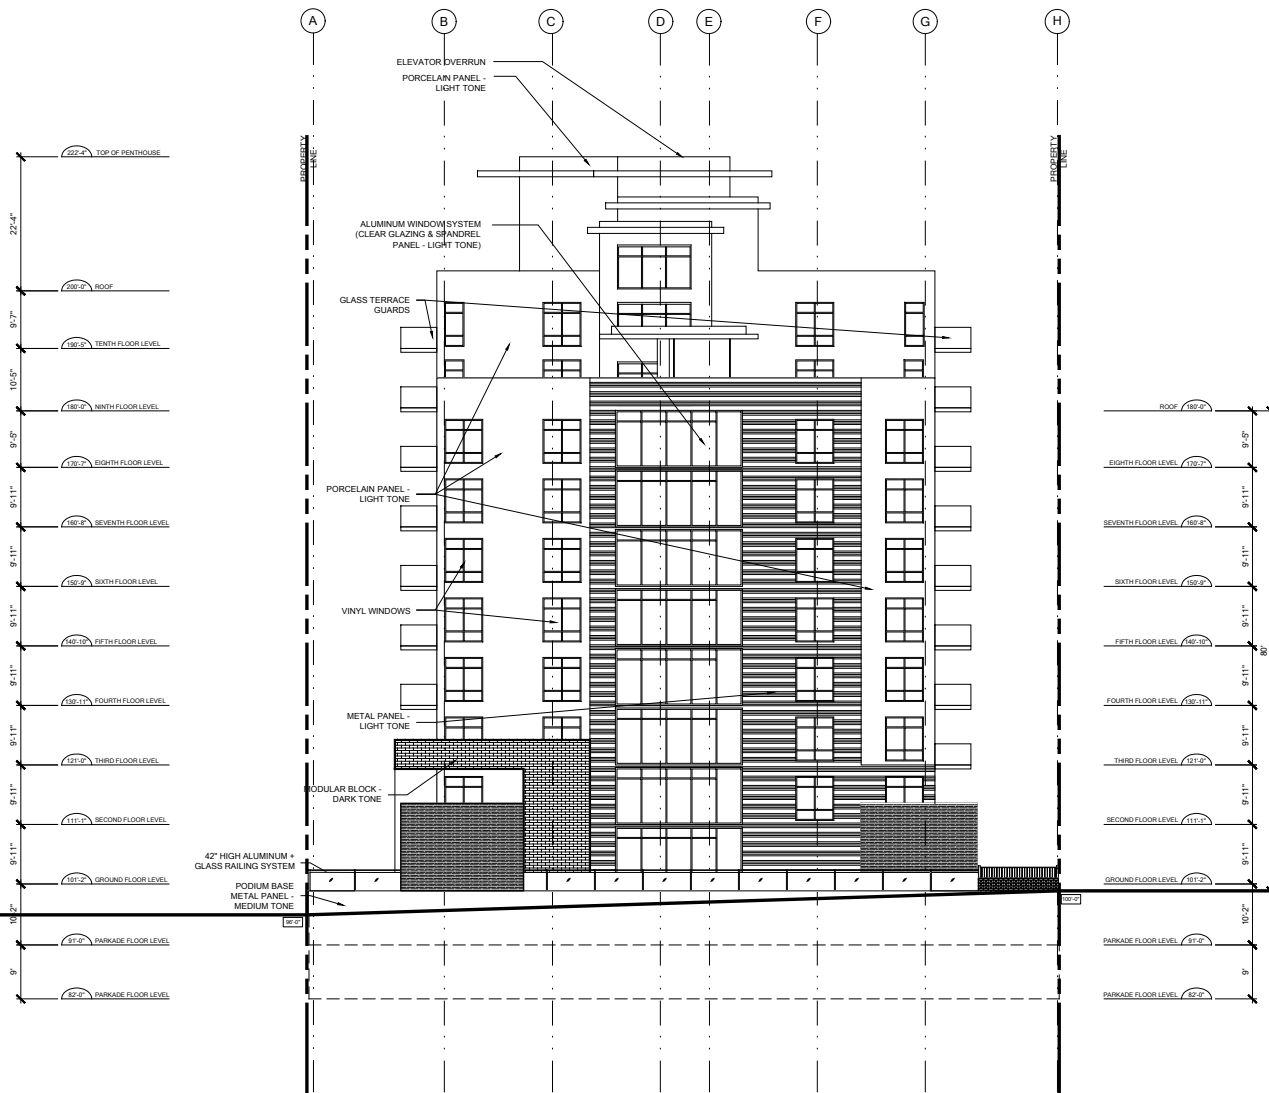 A B C D E F G H
ELEVATOR OVERRUN
PORCELAIN PANEL -
LIGHT TONE
PROPERTY
LINE
PROPERTY
LINE
222'-4" TOP OF PENTHOUSE
22'-4"
ALUMINUM WINDOW SYSTEM
(CLEAR GLAZING & SPANDREL
PANEL - LIGHT TONE)
200'-0" ROOF
GLASS TERRACE
GUARDS
9'-7"
190'-5" TENTH FLOOR LEVEL
10'-5"
180'-0" NINTH FLOOR LEVEL
ROOF 180'-0"
9'-5"
9'-5"
170'-7" EIGHTH FLOOR LEVEL
EIGHTH FLOOR LEVEL 170'-7"
PORCELAIN PANEL -
LIGHT TONE
9'-11"
9'-11"
160'-8" SEVENTH FLOOR LEVEL
SEVENTH FLOOR LEVEL 160'-8"
9'-11"
9'-11"
150'-9" SIXTH FLOOR LEVEL
SIXTH FLOOR LEVEL 150'-9"
VINYL WINDOWS
9'-11"
9'-11"
140'-10" FIFTH FLOOR LEVEL
FIFTH FLOOR LEVEL 140'-10"
80'
9'-11"
9'-11"
130'-11" FOURTH FLOOR LEVEL
FOURTH FLOOR LEVEL 130'-11"
METAL PANEL -
LIGHT TONE
9'-11"
9'-11"
121'-0" THIRD FLOOR LEVEL
THIRD FLOOR LEVEL 121'-0"
MODULAR BLOCK -
DARK TONE
9'-11"
9'-11"
111'-1" SECOND FLOOR LEVEL
SECOND FLOOR LEVEL 111'-1"
42" HIGH ALUMINUM +
GLASS RAILING SYSTEM
9'-11"
9'-11"
101'-2" GROUND FLOOR LEVEL
GROUND FLOOR LEVEL 101'-2"
PODIUM BASE
METAL PANEL -
MEDIUM TONE
96'-0"
100'-0"
10'-2"
10'-2"
91'-0" PARKADE FLOOR LEVEL
PARKADE FLOOR LEVEL 91'-0"
9'
9'
82'-0" PARKADE FLOOR LEVEL
PARKADE FLOOR LEVEL 82'-0"